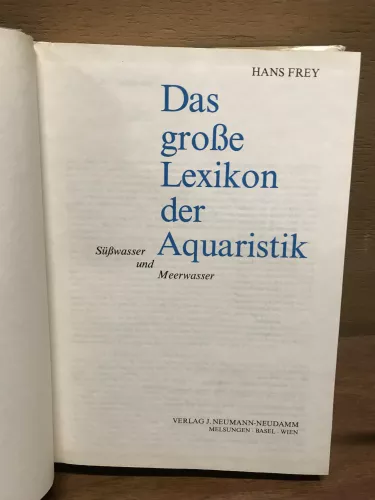 HANS FREY
Das
große
Lexikon
der
Süßwasser
und
Aquaristik
Meerwasser
VERLAG J. NEUMANN-NEUDAMM
MELSUNGEN · BASEL · WIEN